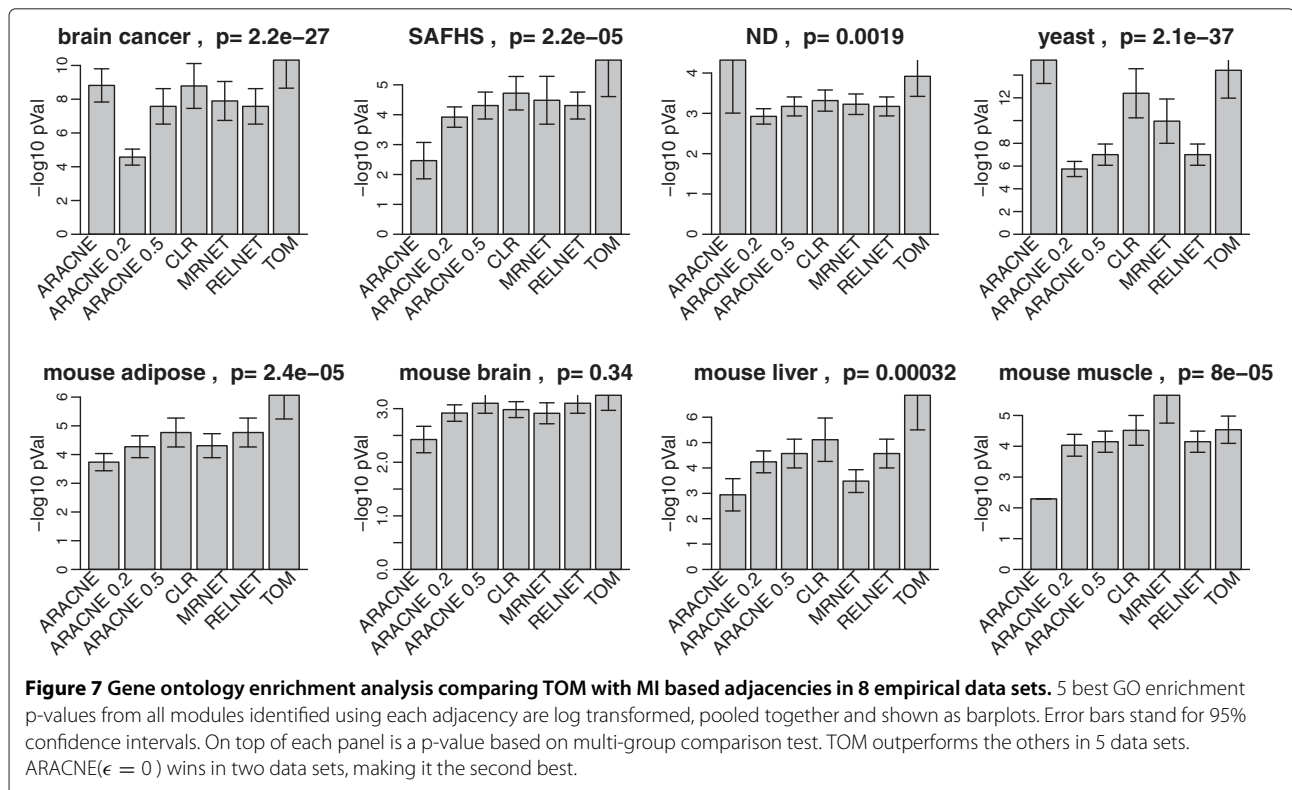 brain cancer , p= 2.2e−27
SAFHS , p= 2.2e−05
ND , p= 0.0019
yeast , p= 2.1e−37
−log10 pVal
0 2 4 6 8 10
ARACNE
ARACNE 0.2
ARACNE 0.5
CLR
MRNET
RELNET
TOM
−log10 pVal
0 1 2 3 4 5
ARACNE
ARACNE 0.2
ARACNE 0.5
CLR
MRNET
RELNET
TOM
−log10 pVal
0 1 2 3 4
ARACNE
ARACNE 0.2
ARACNE 0.5
CLR
MRNET
RELNET
TOM
−log10 pVal
0 2 4 6 8 12
ARACNE
ARACNE 0.2
ARACNE 0.5
CLR
MRNET
RELNET
TOM
mouse adipose , p= 2.4e−05
mouse brain , p= 0.34
mouse liver , p= 0.00032
mouse muscle , p= 8e−05
−log10 pVal
0 1 2 3 4 5 6
ARACNE
ARACNE 0.2
ARACNE 0.5
CLR
MRNET
RELNET
TOM
−log10 pVal
0.0 1.0 2.0 3.0
ARACNE
ARACNE 0.2
ARACNE 0.5
CLR
MRNET
RELNET
TOM
−log10 pVal
0 1 2 3 4 5 6
ARACNE
ARACNE 0.2
ARACNE 0.5
CLR
MRNET
RELNET
TOM
−log10 pVal
0 1 2 3 4 5
ARACNE
ARACNE 0.2
ARACNE 0.5
CLR
MRNET
RELNET
TOM
Figure 7 Gene ontology enrichment analysis comparing TOM with MI based adjacencies in 8 empirical data sets. 5 best GO enrichment
p-values from all modules identified using each adjacency are log transformed, pooled together and shown as barplots. Error bars stand for 95%
confidence intervals. On top of each panel is a p-value based on multi-group comparison test. TOM outperforms the others in 5 data sets.
ARACNE(ϵ = 0 ) wins in two data sets, making it the second best.